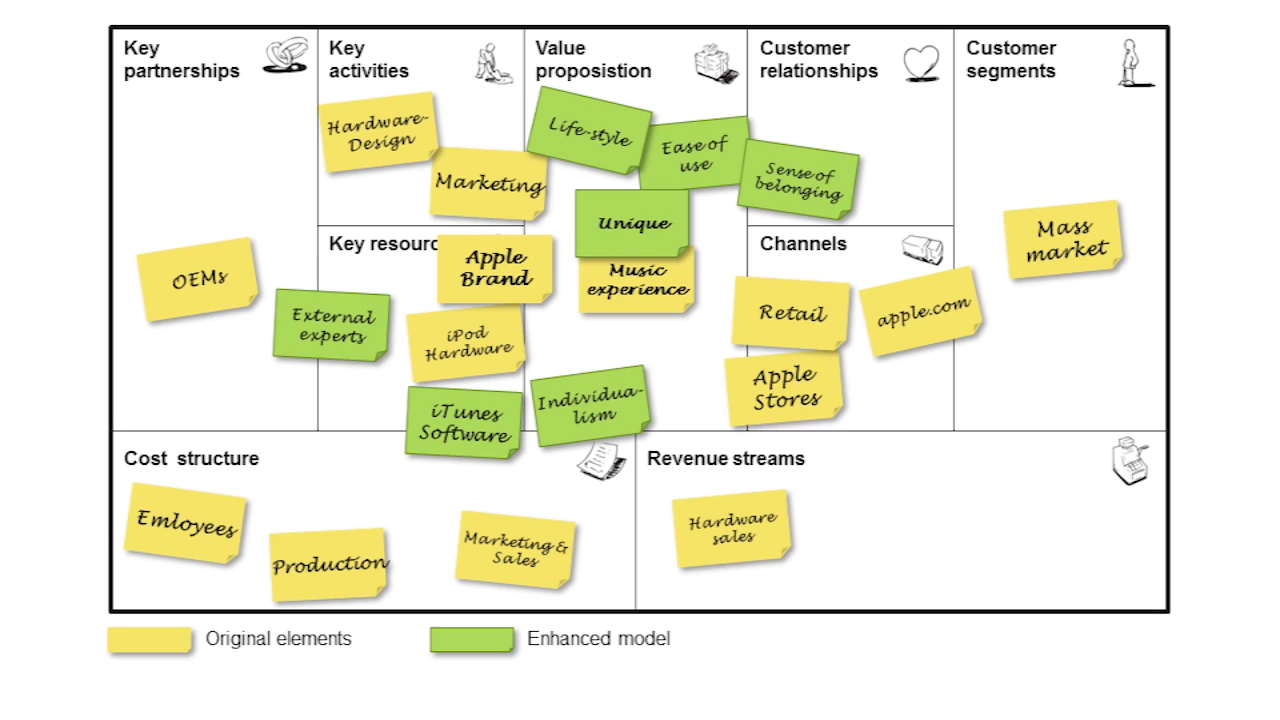 Key
partnerships
Key
activities
Value
proposistion
Customer
relationships
Customer
segments
Hardware-
Design
Marketing
Life-style
Ease of
use
Sense of
belonging
Unique
Music
experience
Mass
market
OEMs
External
experts
Key resourc
Apple
Brand
iPod
Hardware
iTunes
Software
Individua-
lism
Channels
Retail
apple.com
Apple
Stores
Cost structure
Emloyees
Production
Marketing &
Sales
Revenue streams
Hardware
sales
Original elements
Enhanced model